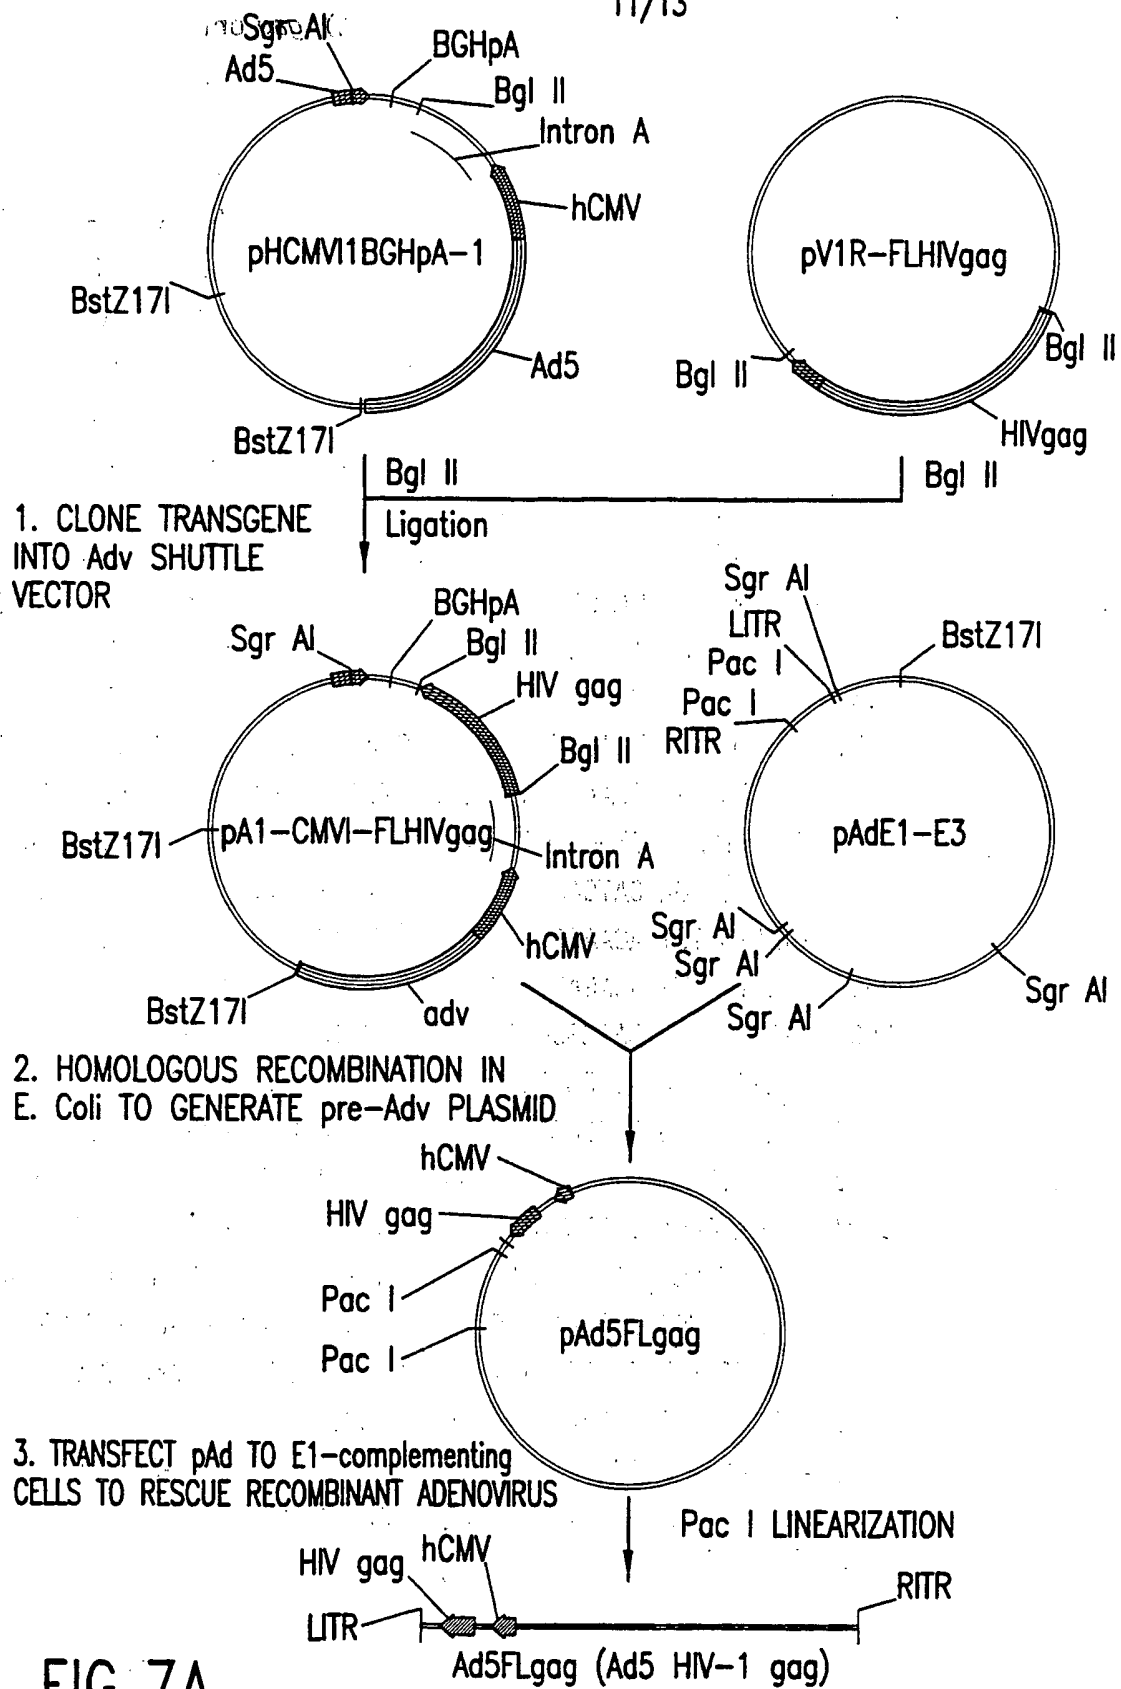 11/13
Sgr AI
BGHpA
Ad5
Bgl II
Intron A
hCMV
pHCMVI1BGHpA-1
pV1R-FLHIVgag
BstZ17I
Bgl II
Ad5
Bgl II
BstZ17I
HIVgag
Bgl II
Bgl II
1. CLONE TRANSGENE
INTO Adv SHUTTLE
VECTOR
Ligation
Sgr AI
BGHpA
LITR
BstZ17I
Sgr AI
Bgl II
Pac I
HIV gag
Pac I
RITR
Bgl II
BstZ17I
pA1-CMVI-FLHIVgag
pAdE1-E3
Intron A
Sgr AI
hCMV
Sgr AI
Sgr AI
BstZ17I
adv
Sgr AI
2. HOMOLOGOUS RECOMBINATION IN
E. Coli TO GENERATE pre-Adv PLASMID
hCMV
HIV gag
Pac I
pAd5FLgag
Pac I
3. TRANSFECT pAd TO E1-complementing
CELLS TO RESCUE RECOMBINANT ADENOVIRUS
Pac I LINEARIZATION
HIV gag
hCMV
RITR
LITR
Ad5FLgag (Ad5 HIV-1 gag)
FIG. 7A